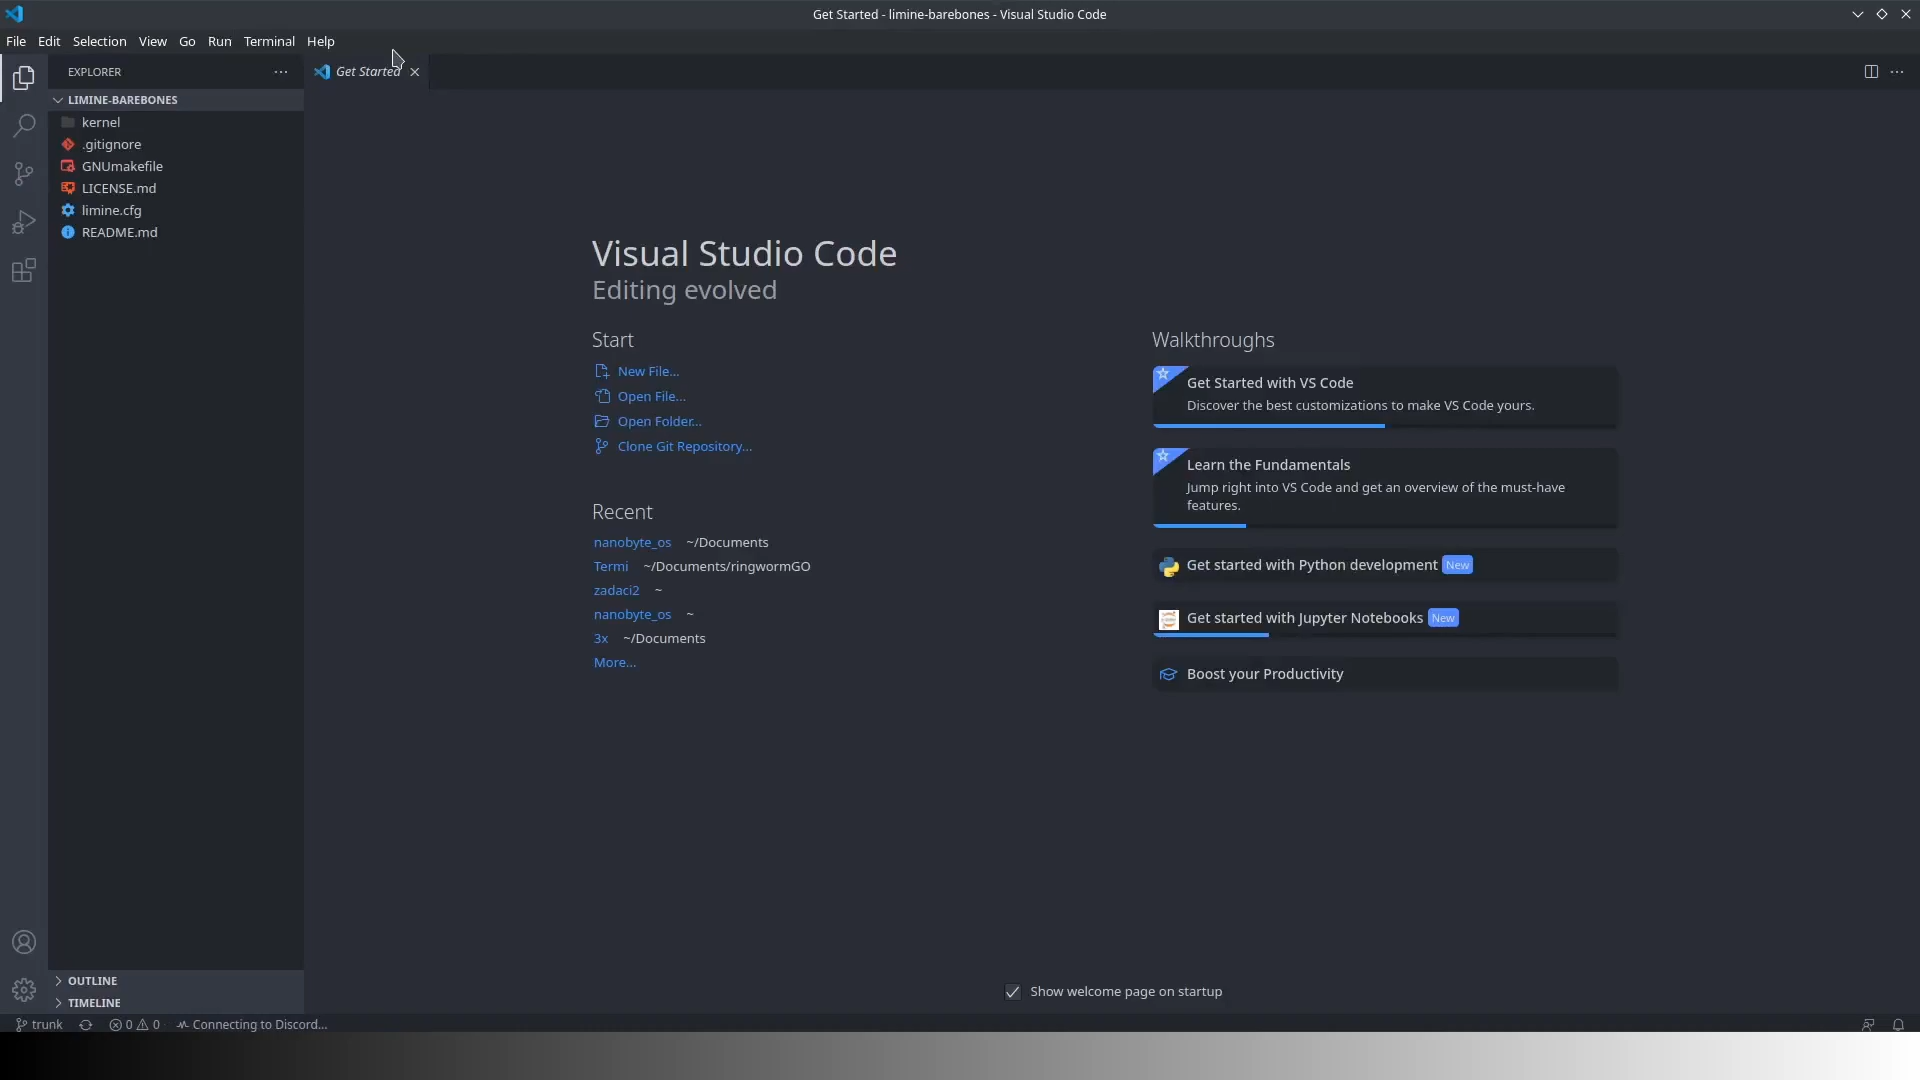 Get Started - limine-barebones - Visual Studio Code
File Edit Selection View Go Run Terminal Help
EXPLORER
Get Started
LIMINE-BAREBONES
kernel
.gitignore
GNUmakefile
LICENSE.md
limine.cfg
README.md
OUTLINE
TIMELINE
Visual Studio Code
Editing evolved
Start
New File...
Open File...
Open Folder...
Clone Git Repository...
Recent
nanobyte_os ~/Documents
Termi ~/Documents/ringwormGO
zadaci2 ~
nanobyte_os ~
3x ~/Documents
More...
Walkthroughs
Get Started with VS Code
Discover the best customizations to make VS Code yours.
Learn the Fundamentals
Jump right into VS Code and get an overview of the must-have
features.
Get started with Python development New
Get started with Jupyter Notebooks New
Boost your Productivity
Show welcome page on startup
trunk 0 0 Connecting to Discord...